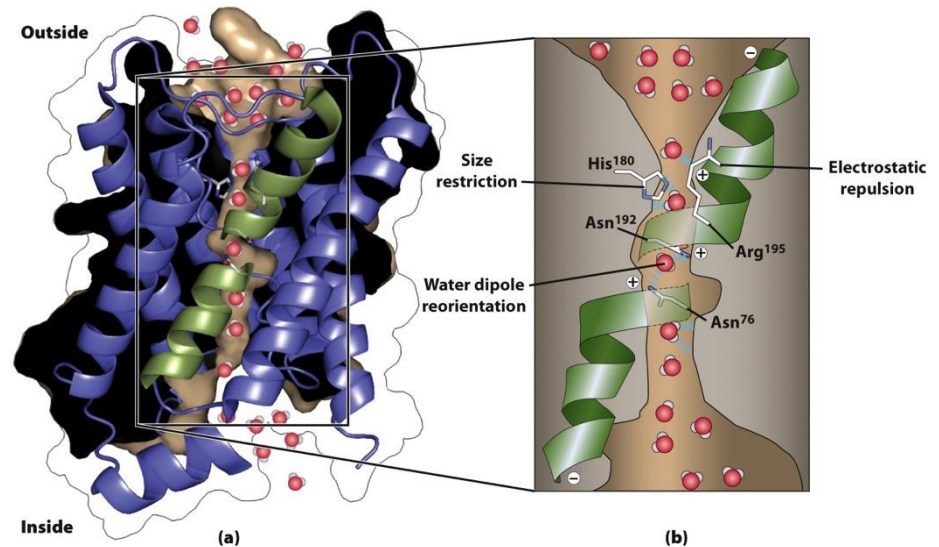 Outside
Size
restriction
His180
Electrostatic
repulsion
Asn192
Arg195
Water dipole
reorientation
Asn76
Inside
(a)
(b)
−
+
+
+
−